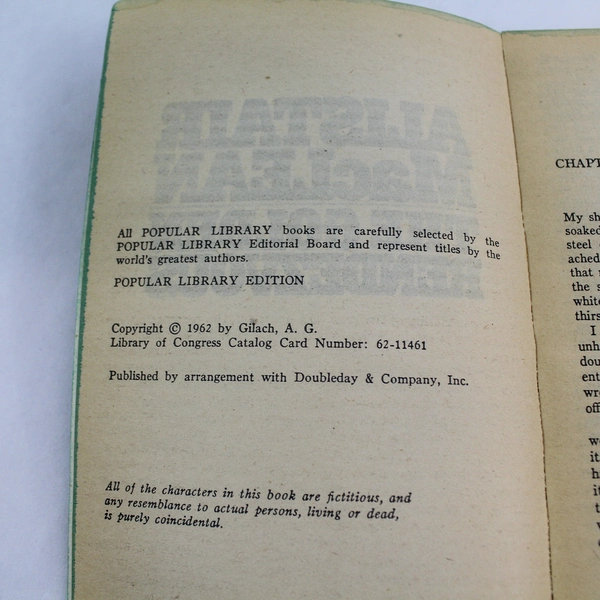 All POPULAR LIBRARY books are carefully selected by the
POPULAR LIBRARY Editorial Board and represent titles by the
world's greatest authors.
POPULAR LIBRARY EDITION
Copyright © 1962 by Gilach, A. G.
Library of Congress Catalog Card Number: 62-11461
Published by arrangement with Doubleday & Company, Inc.
All of the characters in this book are fictitious, and
any resemblance to actual persons, living or dead,
is purely coincidental.
ALISTAIR
MacLEAN
CHAPT
My sh
soaked
steel
ached
that
the s
white
thirs
I
unh
dou
ent
wr
off
w
it
h
it
t